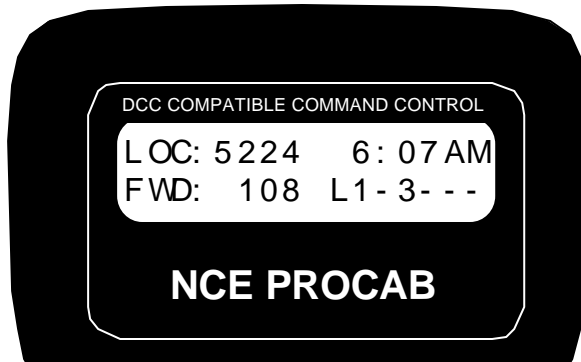 DCC COMPATIBLE COMMAND CONTROL
LOC: 5224 6:07AM
FWD: 108 L1-3---
NCE PROCAB